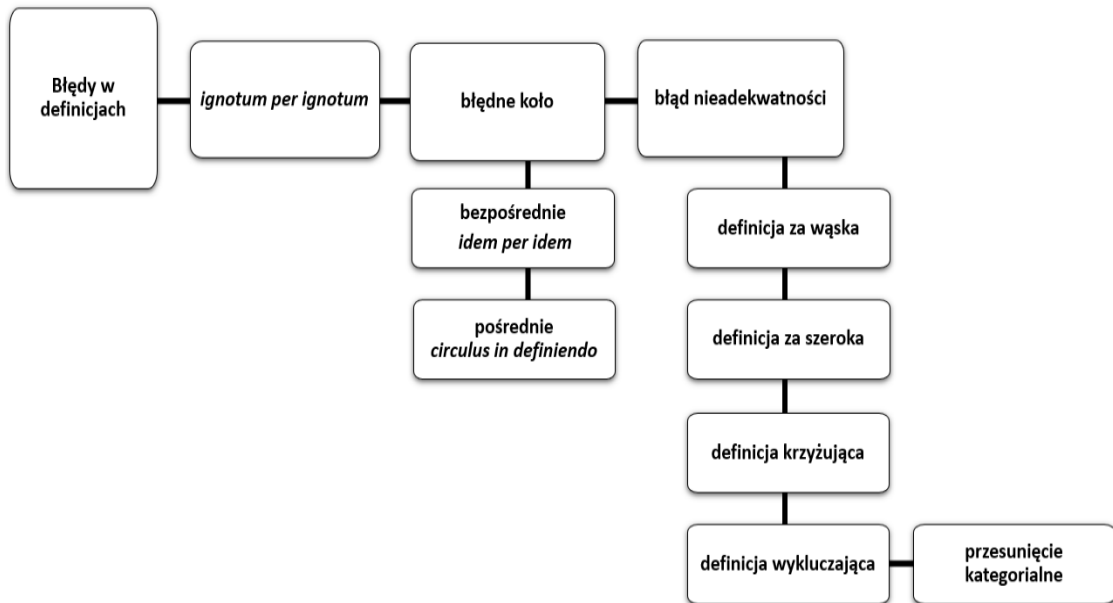 Błędy w
definicjach
ignotum per ignotum
błędne koło
błąd nieadekwatności
bezpośrednie
idem per idem
definicja za wąska
pośrednie
circulus in definiendo
definicja za szeroka
definicja krzyżująca
definicja wykluczająca
przesunięcie
kategorialne